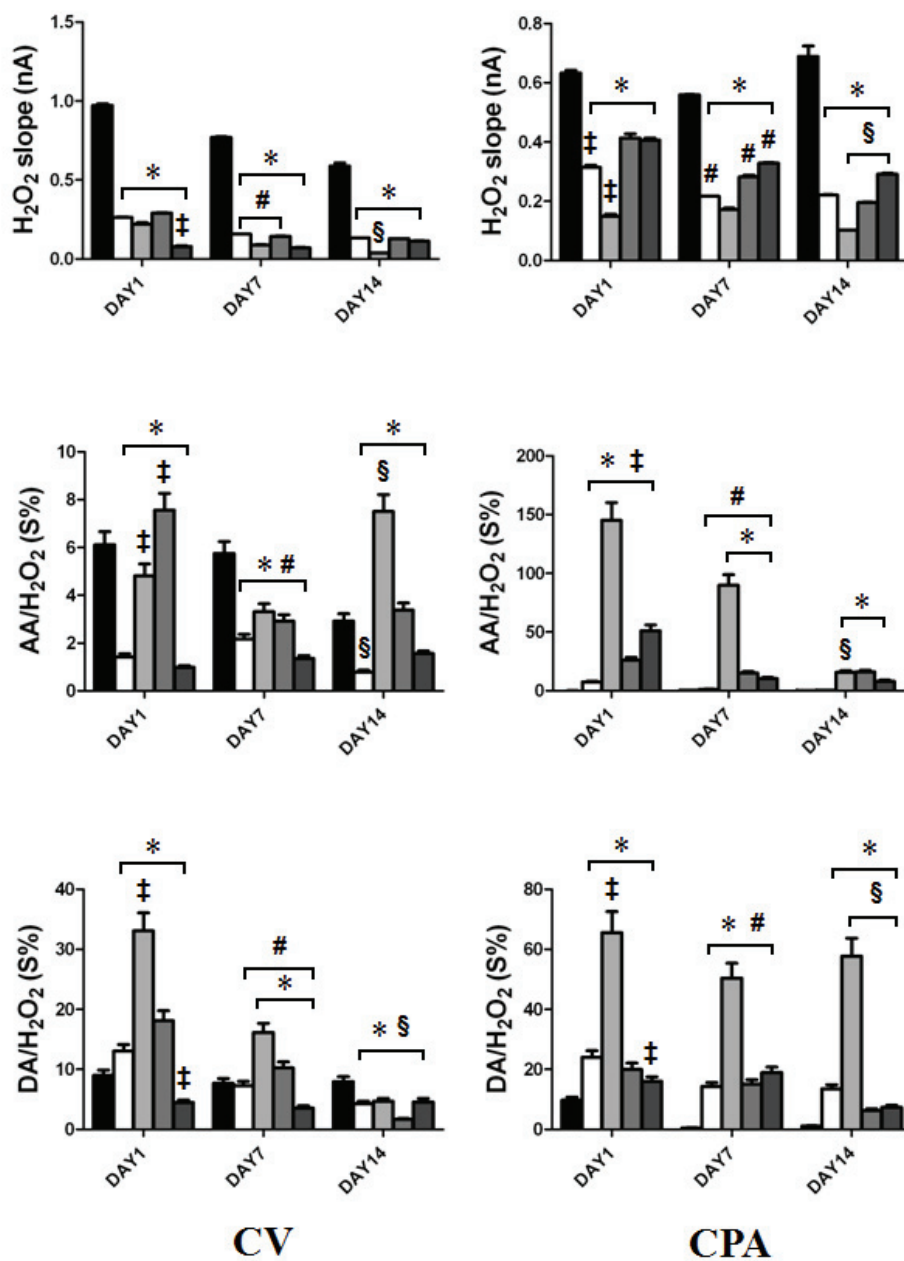 H₂O₂ slope (nA)
1.5
1.0
0.5
0.0
*
‡
*
#
*
§
DAY1
DAY7
DAY14
H₂O₂ slope (nA)
0.8
0.6
0.4
0.2
0.0
*
‡
‡
*
#
#
#
*
§
DAY1
DAY7
DAY14
AA/H₂O₂ (S%)
10
8
6
4
2
0
*
‡
‡
* #
*
§
§
DAY1
DAY7
DAY14
AA/H₂O₂ (S%)
200
150
100
50
0
* ‡
#
*
*
§
DAY1
DAY7
DAY14
DA/H₂O₂ (S%)
40
30
20
10
0
*
‡
‡
#
*
* §
DAY1
DAY7
DAY14
DA/H₂O₂ (S%)
80
60
40
20
0
*
‡
‡
* #
*
§
DAY1
DAY7
DAY14
CV
CPA